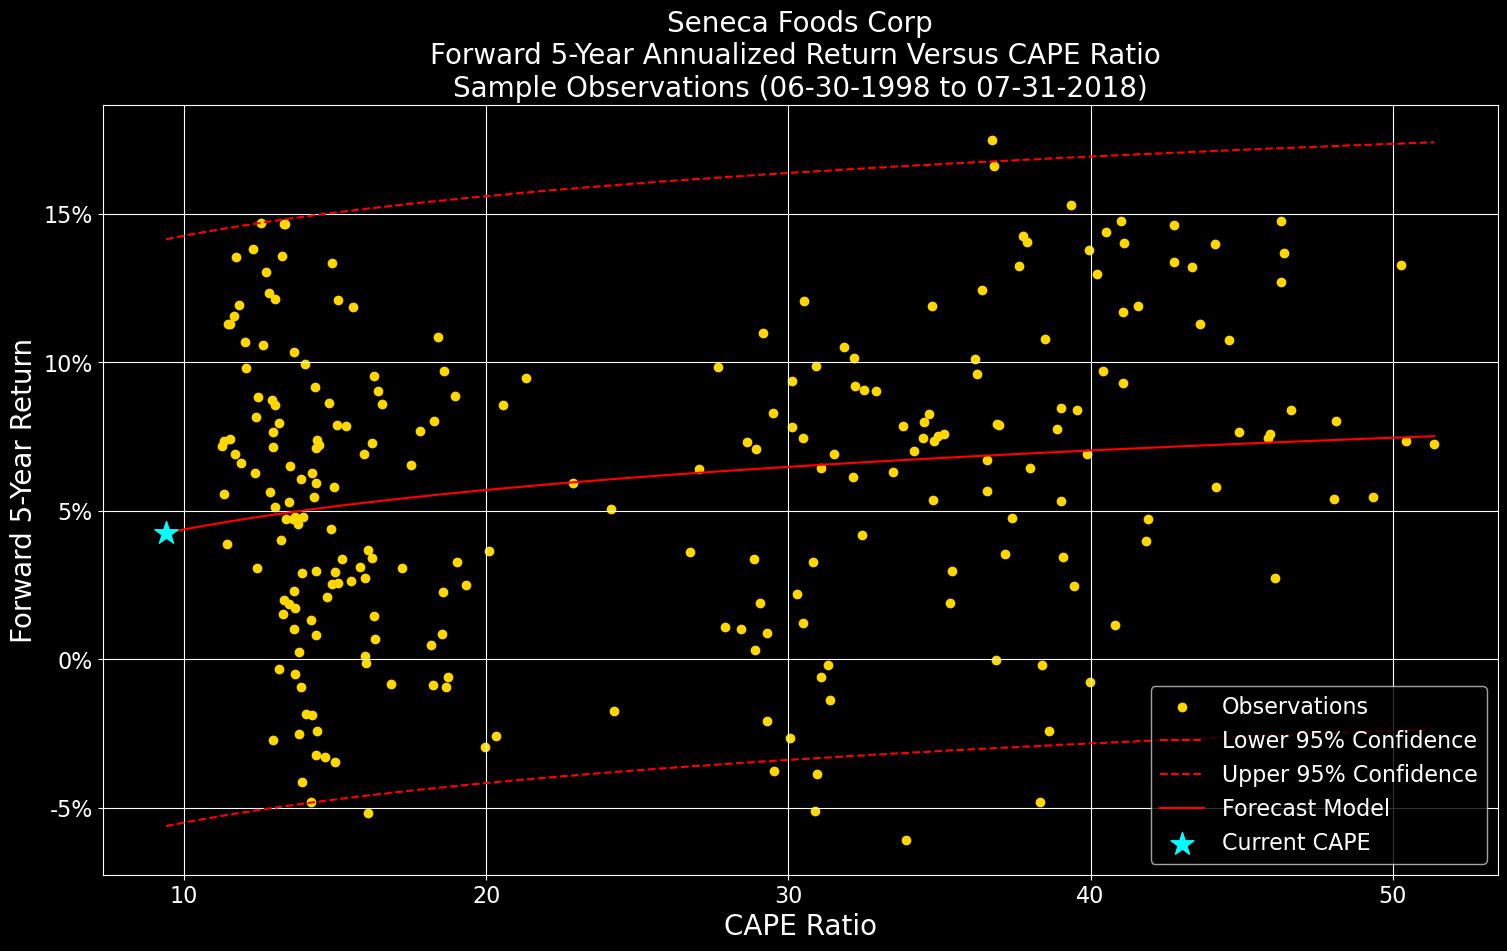 Seneca Foods Corp
Forward 5-Year Annualized Return Versus CAPE Ratio
Sample Observations (06-30-1998 to 07-31-2018)
Forward 5-Year Return
15%
10%
5%
0%
-5%
Observations
Lower 95% Confidence
Upper 95% Confidence
Forecast Model
Current CAPE
10 20 30 40 50
CAPE Ratio